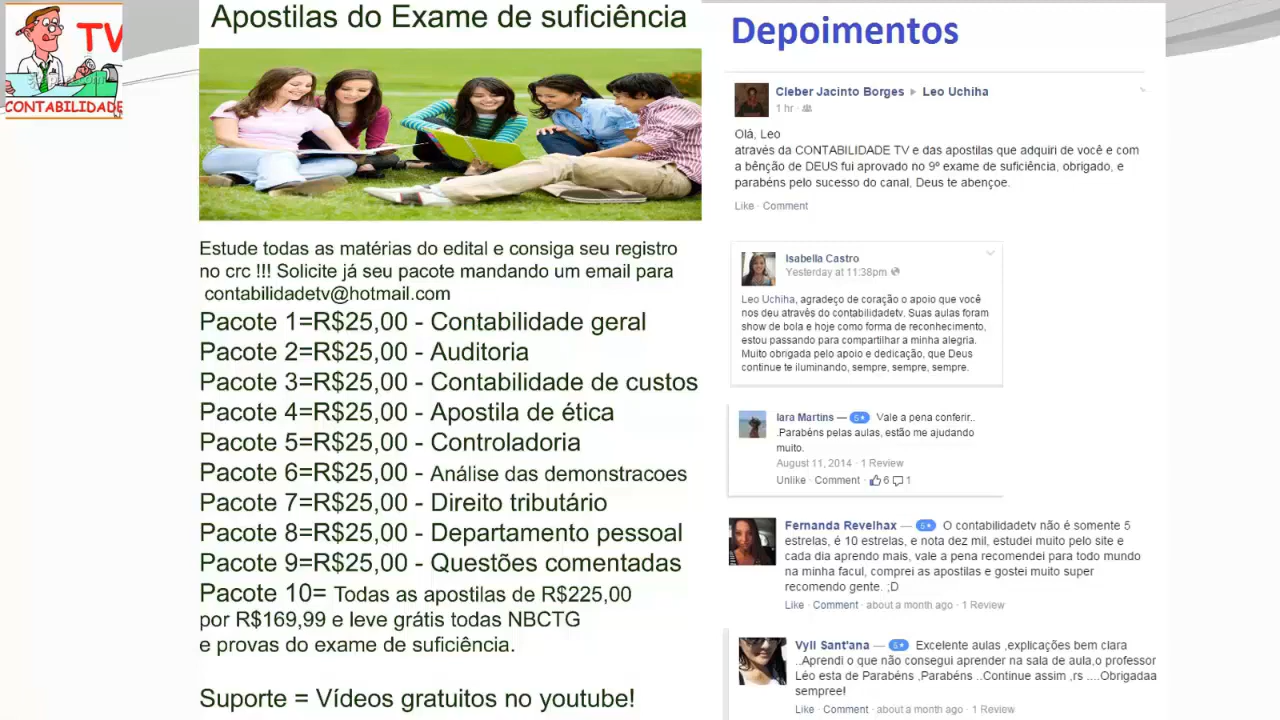 TV
CONTABILIDADE
Apostilas do Exame de suficiência
Estude todas as matérias do edital e consiga seu registro
no crc !!! Solicite já seu pacote mandando um email para
contabilidadetv@hotmail.com
Pacote 1=R$25,00 - Contabilidade geral
Pacote 2=R$25,00 - Auditoria
Pacote 3=R$25,00 - Contabilidade de custos
Pacote 4=R$25,00 - Apostila de ética
Pacote 5=R$25,00 - Controladoria
Pacote 6=R$25,00 - Análise das demonstracoes
Pacote 7=R$25,00 - Direito tributário
Pacote 8=R$25,00 - Departamento pessoal
Pacote 9=R$25,00 - Questões comentadas
Pacote 10= Todas as apostilas de R$225,00
por R$169,99 e leve grátis todas NBCTG
e provas do exame de suficiência.
Suporte = Vídeos gratuitos no youtube!
Depoimentos
Cleber Jacinto Borges ▸ Leo Uchiha
1 hr ·
Olá, Leo
através da CONTABILIDADE TV e das apostilas que adquiri de você e com
a bênção de DEUS fui aprovado no 9º exame de suficiência, obrigado, e
parabéns pelo sucesso do canal, Deus te abençoe.
Like · Comment
Isabella Castro
Yesterday at 11:38pm
Leo Uchiha, agradeço de coração o apoio que você
nos deu através do contabilidadetv. Suas aulas foram
show de bola e hoje como forma de reconhecimento,
estou passando para compartilhar a minha alegria.
Muito obrigada pelo apoio e dedicação, que Deus
continue te iluminando, sempre, sempre, sempre.
Iara Martins — 5★ Vale a pena conferir..
.Parabéns pelas aulas, estão me ajudando
muito.
August 11, 2014 · 1 Review
Unlike · Comment · 6 1
Fernanda Revelhax — 5★ O contabilidadetv não é somente 5
estrelas, é 10 estrelas, e nota dez mil, estudei muito pelo site e
cada dia aprendo mais, vale a pena recomendei para todo mundo
na minha facul, comprei as apostilas e gostei muito super
recomendo gente. ;D
Like · Comment · about a month ago · 1 Review
Vyll Sant'ana — 5★ Excelente aulas ,explicações bem clara
..Aprendi o que não consegui aprender na sala de aula,o professor
Léo esta de Parabéns ,Parabéns ..Continue assim ,rs ....Obrigadaa
sempree!
Like · Comment · about a month ago · 1 Review